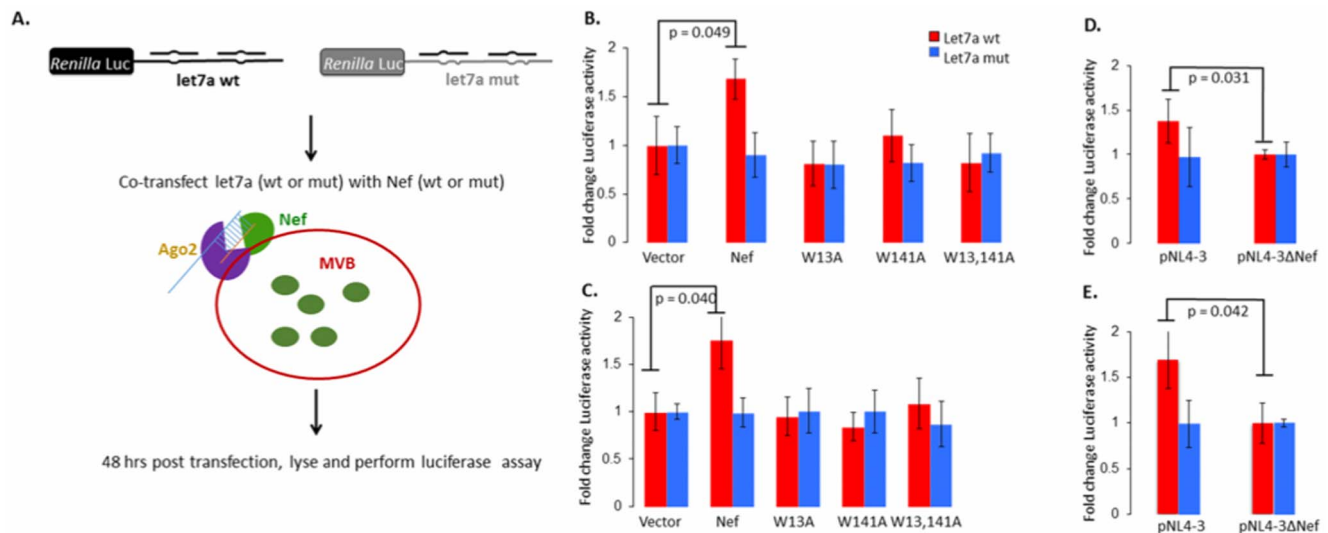 A.
Renilla Luc
let7a wt
Renilla Luc
let7a mut
Co-transfect let7a (wt or mut) with Nef (wt or mut)
Nef
Ago2
MVB
48 hrs post transfection, lyse and perform luciferase assay
B.
Fold change Luciferase activity
2
1.5
1
0.5
0
p = 0.049
Let7a wt
Let7a mut
Vector
Nef
W13A
W141A
W13,141A
C.
Fold change Luciferase activity
2
1.5
1
0.5
0
p = 0.040
Vector
Nef
W13A
W141A
W13,141A
D.
Fold change Luciferase activity
2
1.5
1
0.5
0
p = 0.031
pNL4-3
pNL4-3ΔNef
E.
Fold change Luciferase activity
2
1.5
1
0.5
0
p = 0.042
pNL4-3
pNL4-3ΔNef